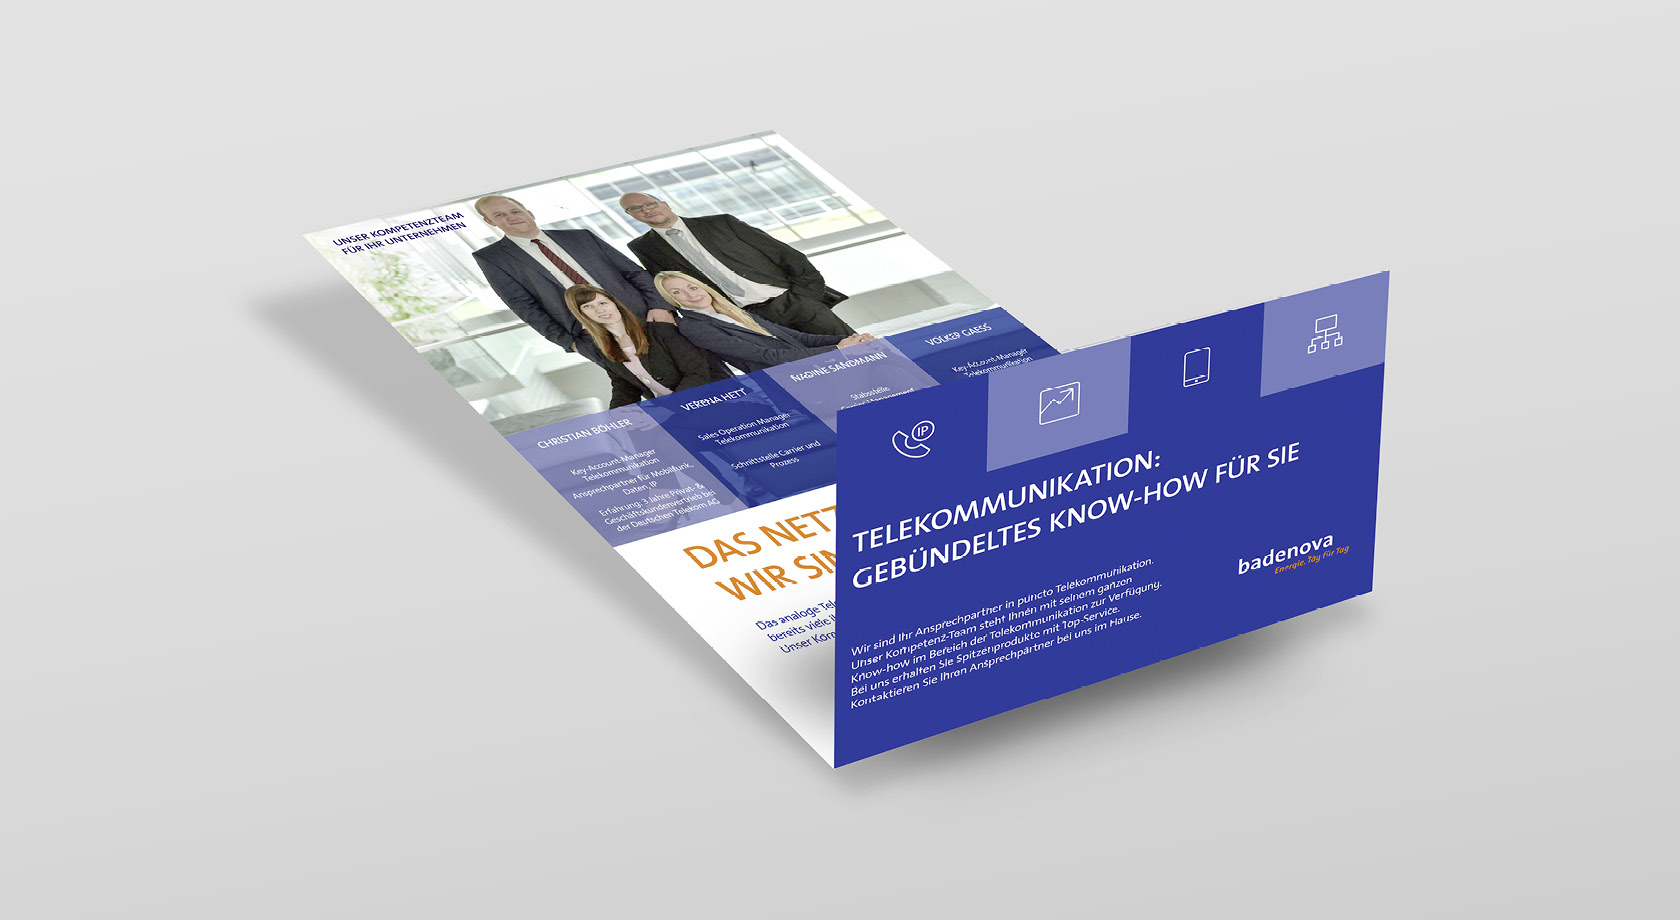 UNSER KOMPETENZTEAM
FÜR IHR UNTERNEHMEN
CHRISTIAN BÖHLER
Key-Account-Manager
Telekommunikation
Ansprechpartner für Mobilfunk,
Daten, IP
Erfahrung: 3 Jahre Privat- &
Geschäftskundenvertrieb bei
der Deutschen Telekom AG
VERENA HETT
Sales Operation Manager
Telekommunikation
Schnittstelle Carrier und
Prozess
NADINE SANDMANN
Stabsstelle
Carrier Management
VOLKER GAESS
Key-Account-Manager
Telekommunikation
DAS NETZ
WIR SIN
Das analoge Tel
bereits viele
Unser Kom
IP
TELEKOMMUNIKATION:
GEBÜNDELTES KNOW-HOW FÜR SIE
Wir sind Ihr Ansprechpartner in puncto Telekommunikation.
Unser Kompetenz-Team steht Ihnen mit seinem ganzen
Know-how im Bereich der Telekommunikation zur Verfügung.
Bei uns erhalten Sie Spitzenprodukte mit Top-Service.
Kontaktieren Sie Ihren Ansprechpartner bei uns im Hause.
badenova
Energie. Tag für Tag